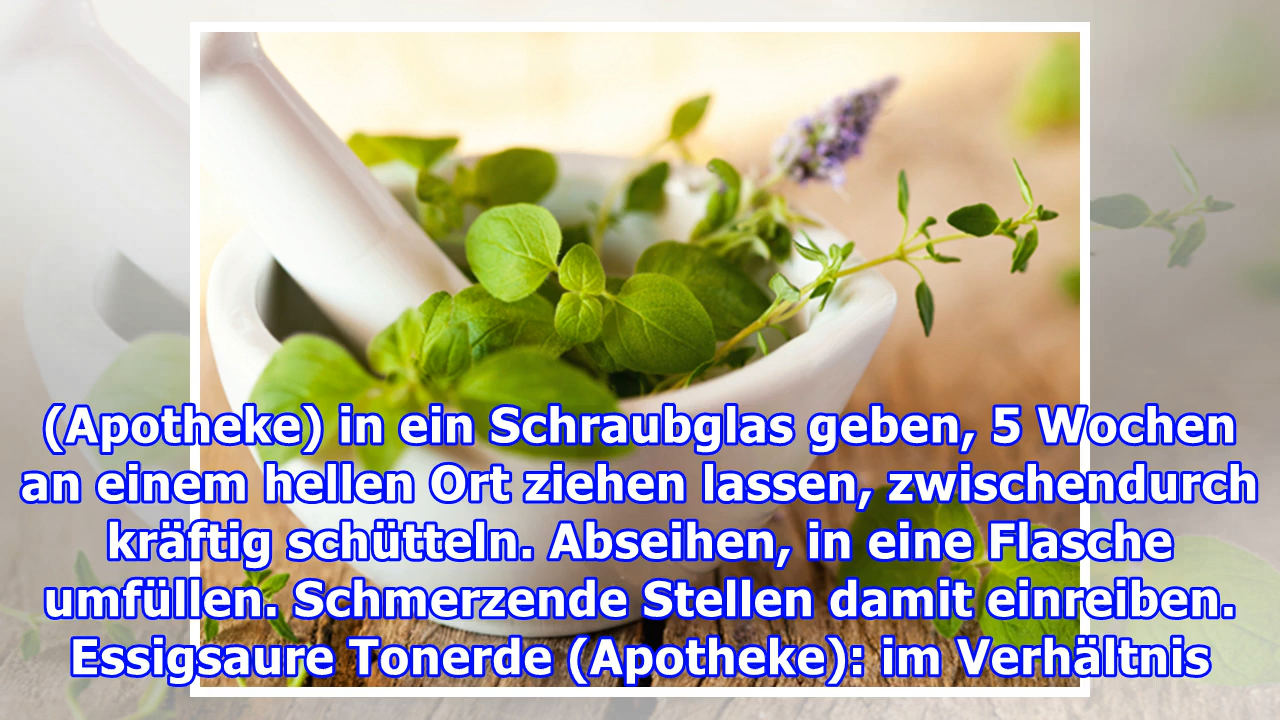 (Apotheke) in ein Schraubglas geben, 5 Wochen
an einem hellen Ort ziehen lassen, zwischendurch
kräftig schütteln. Abseihen, in eine Flasche
umfüllen. Schmerzende Stellen damit einreiben.
Essigsaure Tonerde (Apotheke): im Verhältnis